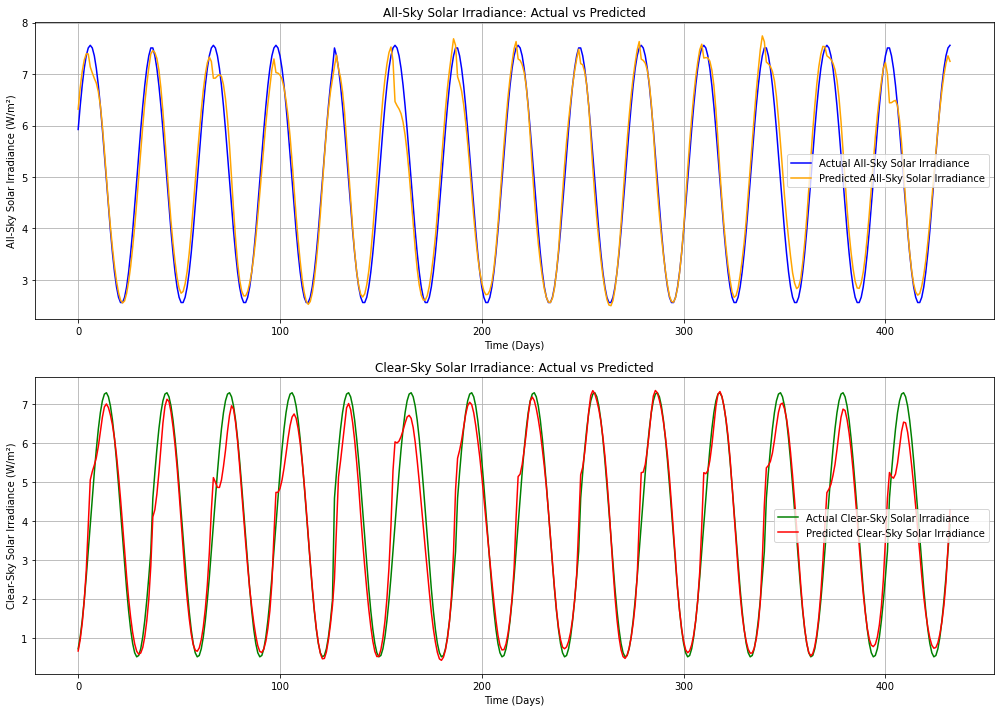 All-Sky Solar Irradiance: Actual vs Predicted
All-Sky Solar Irradiance (W/m²)
8
7
6
5
4
3
Actual All-Sky Solar Irradiance
Predicted All-Sky Solar Irradiance
0 100 200 300 400
Time (Days)
Clear-Sky Solar Irradiance: Actual vs Predicted
Clear-Sky Solar Irradiance (W/m²)
7
6
5
4
3
2
1
Actual Clear-Sky Solar Irradiance
Predicted Clear-Sky Solar Irradiance
0 100 200 300 400
Time (Days)